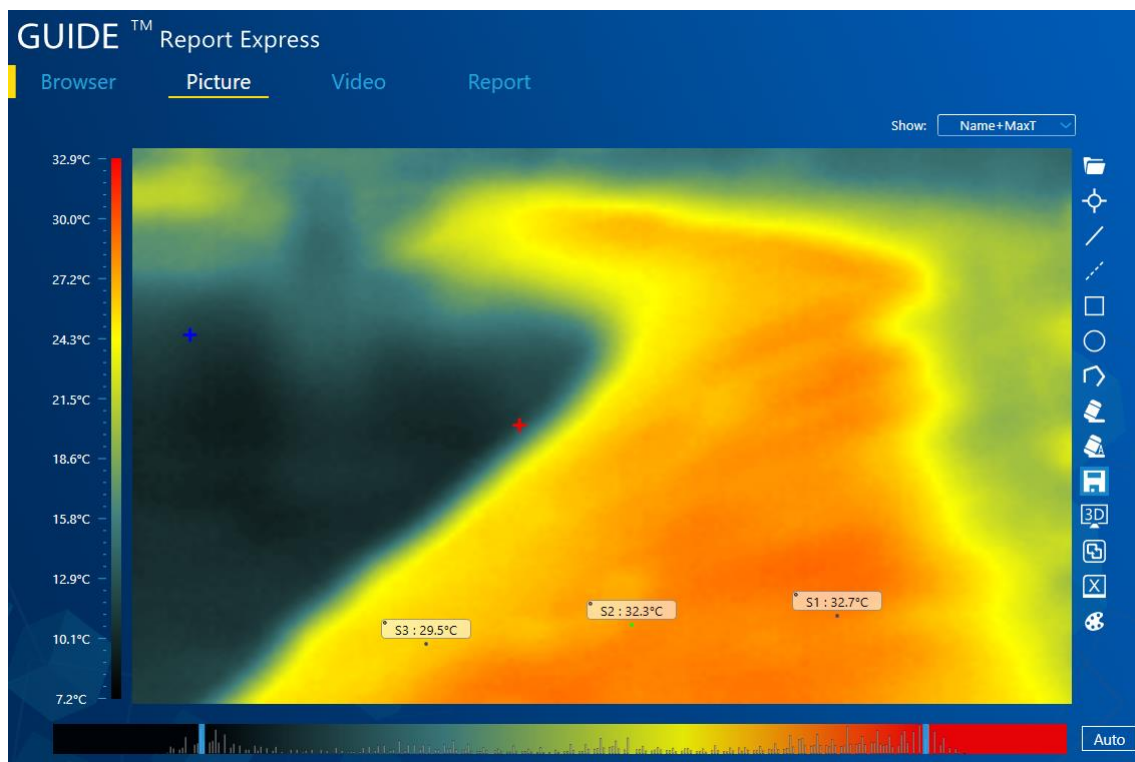 GUIDE ™ Report Express
Browser Picture Video Report
Show: Name+MaxT
32.9°C
30.0°C
27.2°C
24.3°C
21.5°C
18.6°C
15.8°C
12.9°C
10.1°C
7.2°C
A
3D
X
S1 : 32.7°C
S2 : 32.3°C
S3 : 29.5°C
Auto